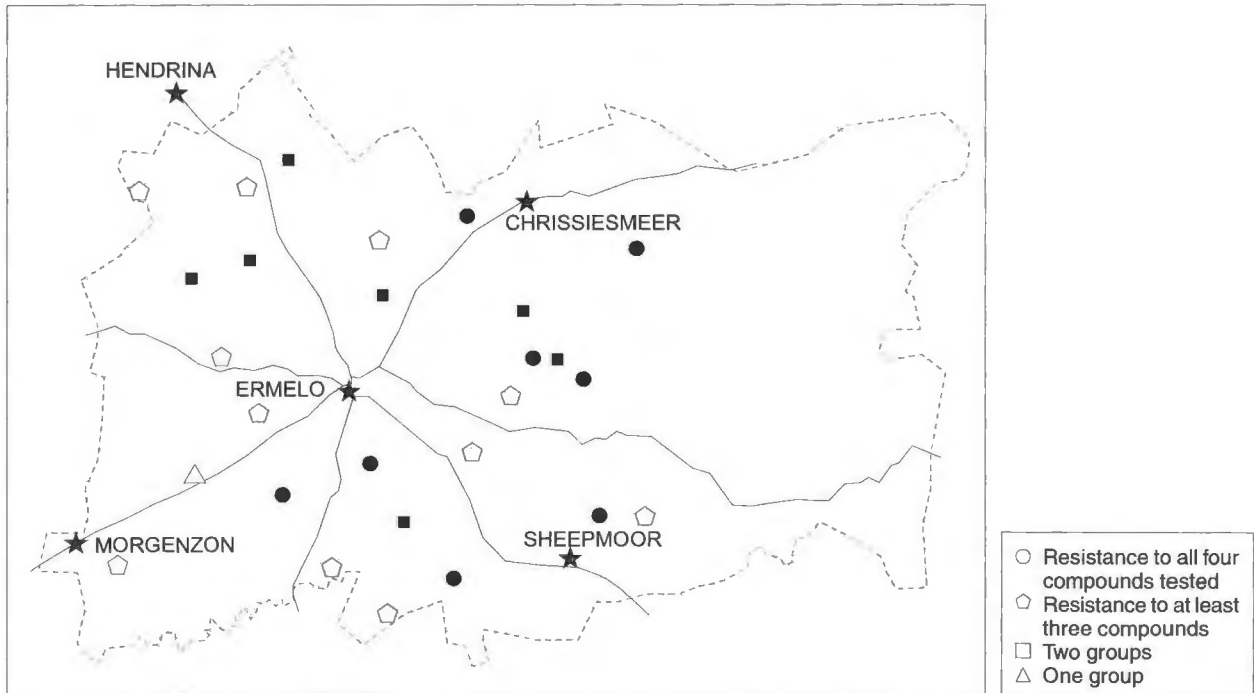 HENDRINA
CHRISSIESMEER
ERMELO
MORGENZON
SHEEPMOOR
Resistance to all four
compounds tested
Resistance to at least
three compounds
Two groups
One group